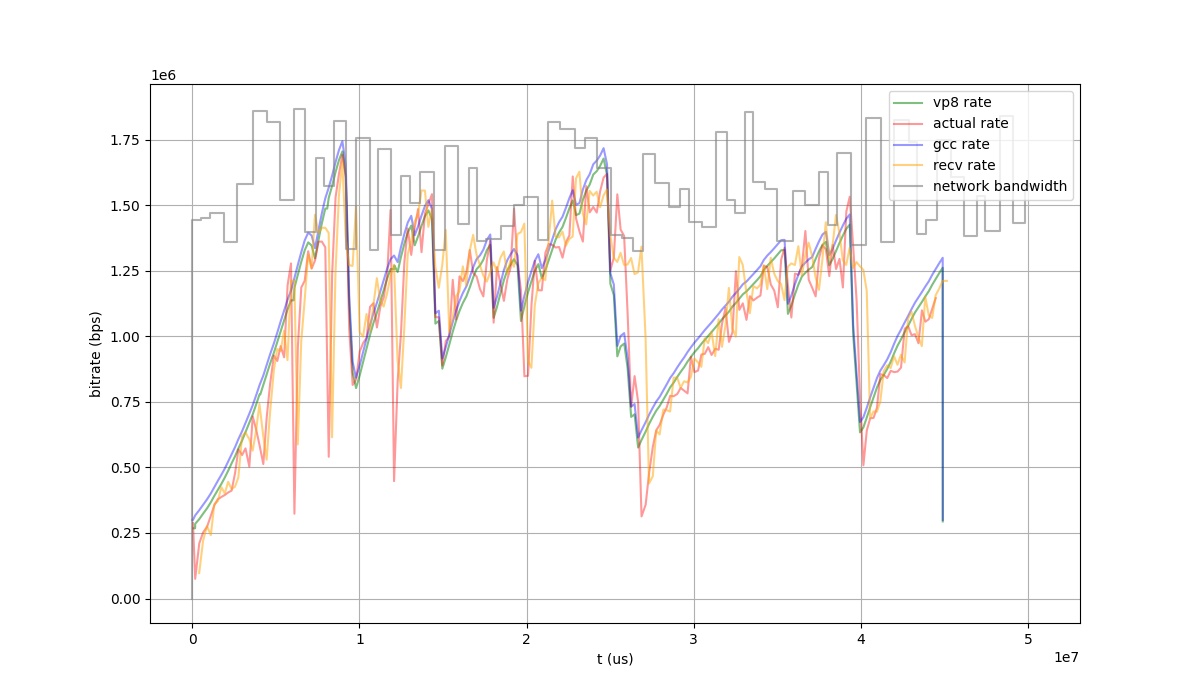 1e6
1.75
1.50
1.25
1.00
0.75
0.50
0.25
0.00
bitrate (bps)
vp8 rate
actual rate
gcc rate
recv rate
network bandwidth
0
1
2
3
4
5
t (us)
1e7